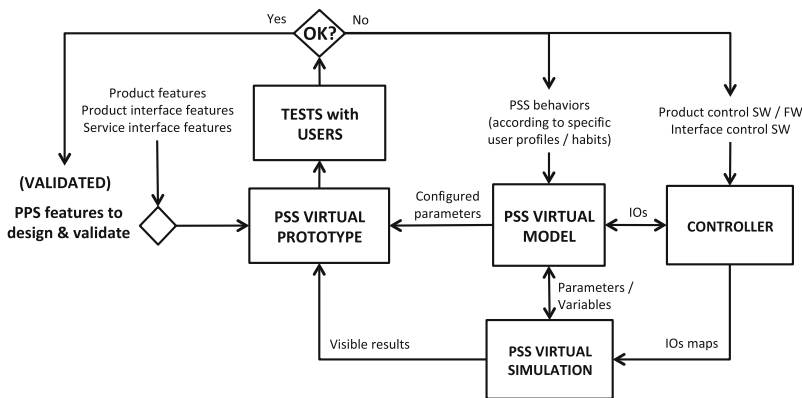 Yes
OK?
No
Product features
Product interface features
Service interface features
TESTS with
USERS
PSS behaviors
(according to specific
user profiles / habits)
Product control SW / FW
Interface control SW
(VALIDATED)
PPS features to
design & validate
PSS VIRTUAL
PROTOTYPE
Configured
parameters
PSS VIRTUAL
MODEL
IOs
CONTROLLER
Parameters /
Variables
Visible results
PSS VIRTUAL
SIMULATION
IOs maps